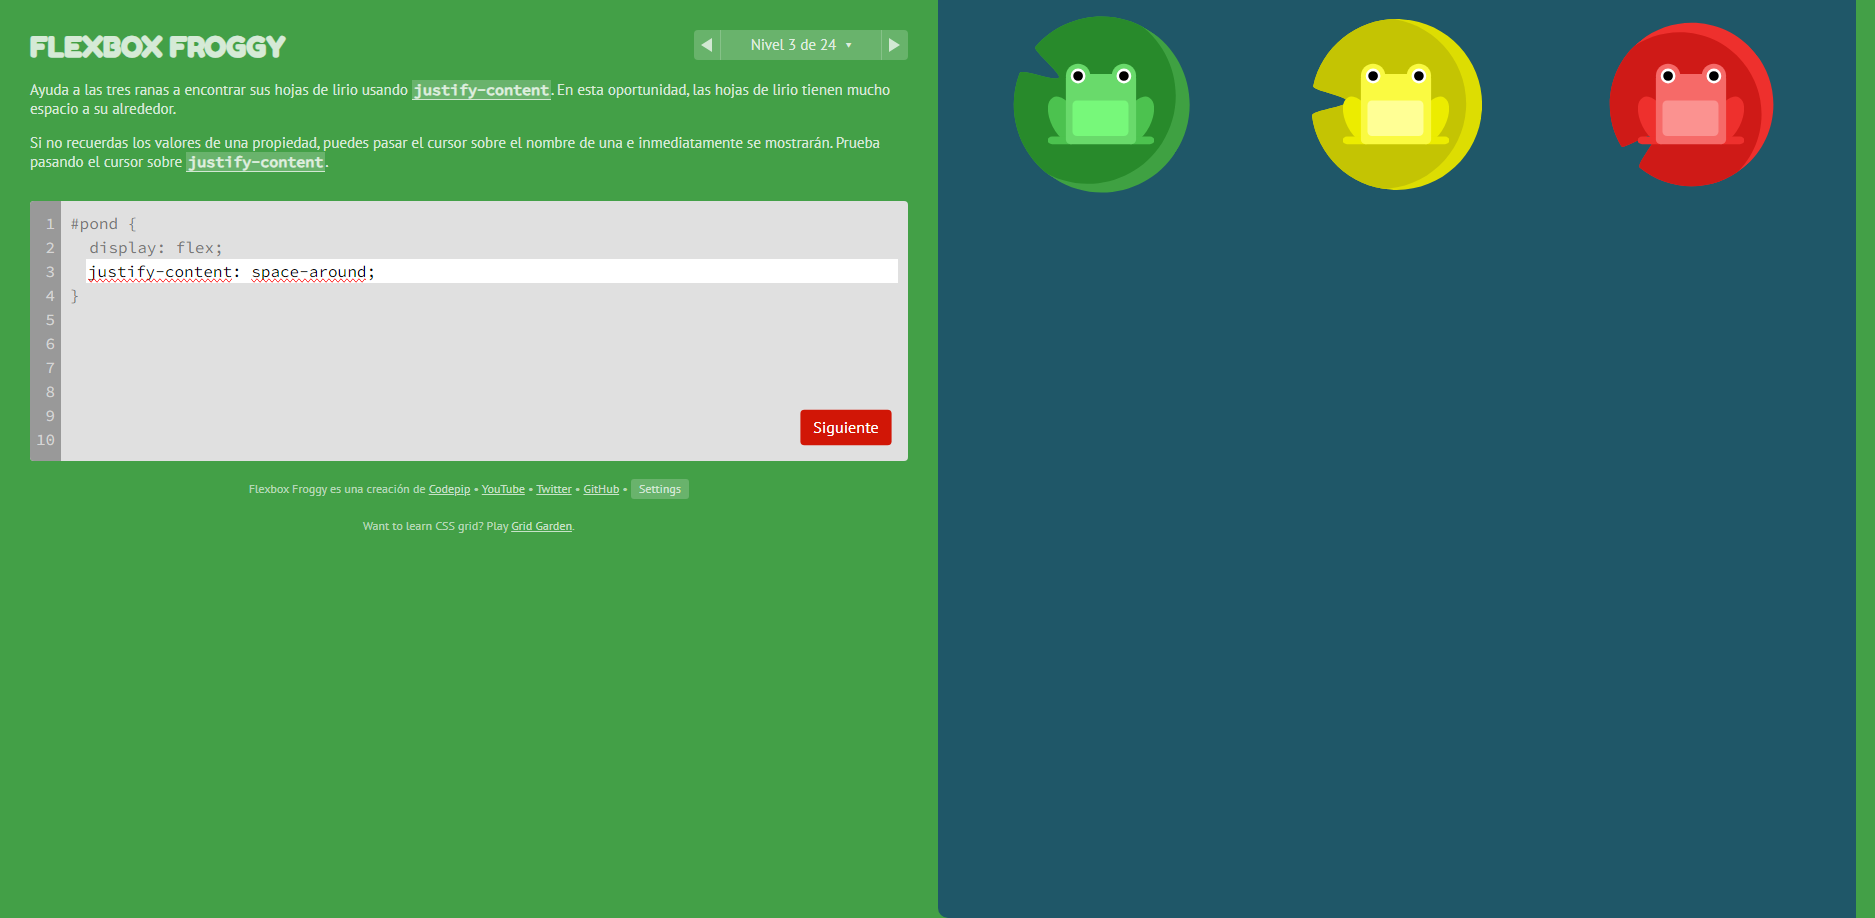 FLEXBOX FROGGY
Nivel 3 de 24 ▾
Ayuda a las tres ranas a encontrar sus hojas de lirio usando justify-content. En esta oportunidad, las hojas de lirio tienen mucho
espacio a su alrededor.
Si no recuerdas los valores de una propiedad, puedes pasar el cursor sobre el nombre de una e inmediatamente se mostrarán. Prueba
pasando el cursor sobre justify-content.
1 #pond {
2 display: flex;
3 justify-content: space-around;
4 }
5
6
7
8
9
10
Siguiente
Flexbox Froggy es una creación de Codepip • YouTube • Twitter • GitHub • Settings
Want to learn CSS grid? Play Grid Garden.